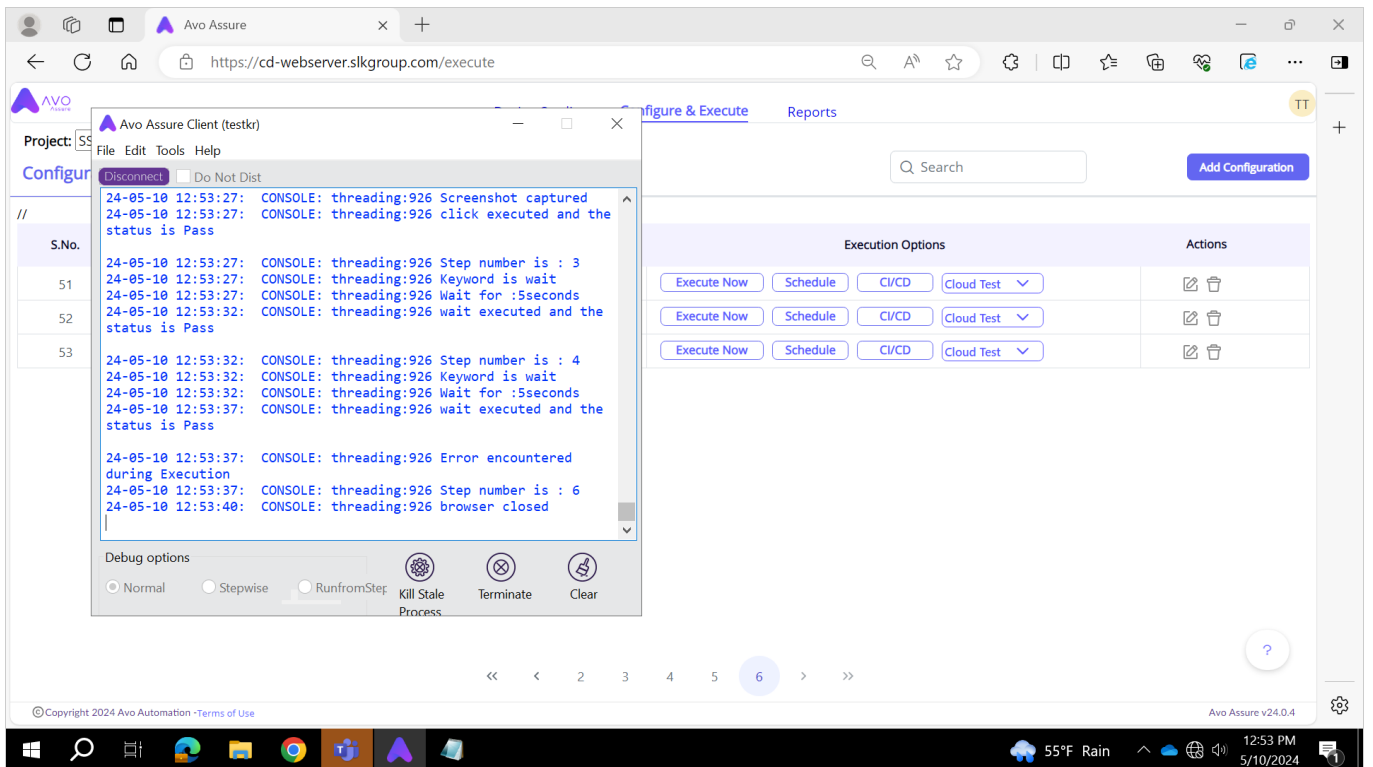 Avo Assure
https://cd-webserver.slkgroup.com/execute
AVO
Assure
nfigure & Execute
Reports
TT
Project: SS
Configur
Search
Add Configuration
//
S.No.
Execution Options
Actions
51
Execute Now
Schedule
CI/CD
Cloud Test
52
Execute Now
Schedule
CI/CD
Cloud Test
53
Execute Now
Schedule
CI/CD
Cloud Test
Avo Assure Client (testkr)
File Edit Tools Help
Disconnect
Do Not Dist
24-05-10 12:53:27: CONSOLE: threading:926 Screenshot captured
24-05-10 12:53:27: CONSOLE: threading:926 click executed and the
status is Pass
24-05-10 12:53:27: CONSOLE: threading:926 Step number is : 3
24-05-10 12:53:27: CONSOLE: threading:926 Keyword is wait
24-05-10 12:53:27: CONSOLE: threading:926 Wait for :5seconds
24-05-10 12:53:32: CONSOLE: threading:926 wait executed and the
status is Pass
24-05-10 12:53:32: CONSOLE: threading:926 Step number is : 4
24-05-10 12:53:32: CONSOLE: threading:926 Keyword is wait
24-05-10 12:53:32: CONSOLE: threading:926 Wait for :5seconds
24-05-10 12:53:37: CONSOLE: threading:926 wait executed and the
status is Pass
24-05-10 12:53:37: CONSOLE: threading:926 Error encountered
during Execution
24-05-10 12:53:37: CONSOLE: threading:926 Step number is : 6
24-05-10 12:53:40: CONSOLE: threading:926 browser closed
Debug options
Normal
Stepwise
RunfromStep
Kill Stale
Process
Terminate
Clear
?
<< < 2 3 4 5 6 > >>
©Copyright 2024 Avo Automation -Terms of Use
Avo Assure v24.0.4
55°F Rain
12:53 PM
5/10/2024
1